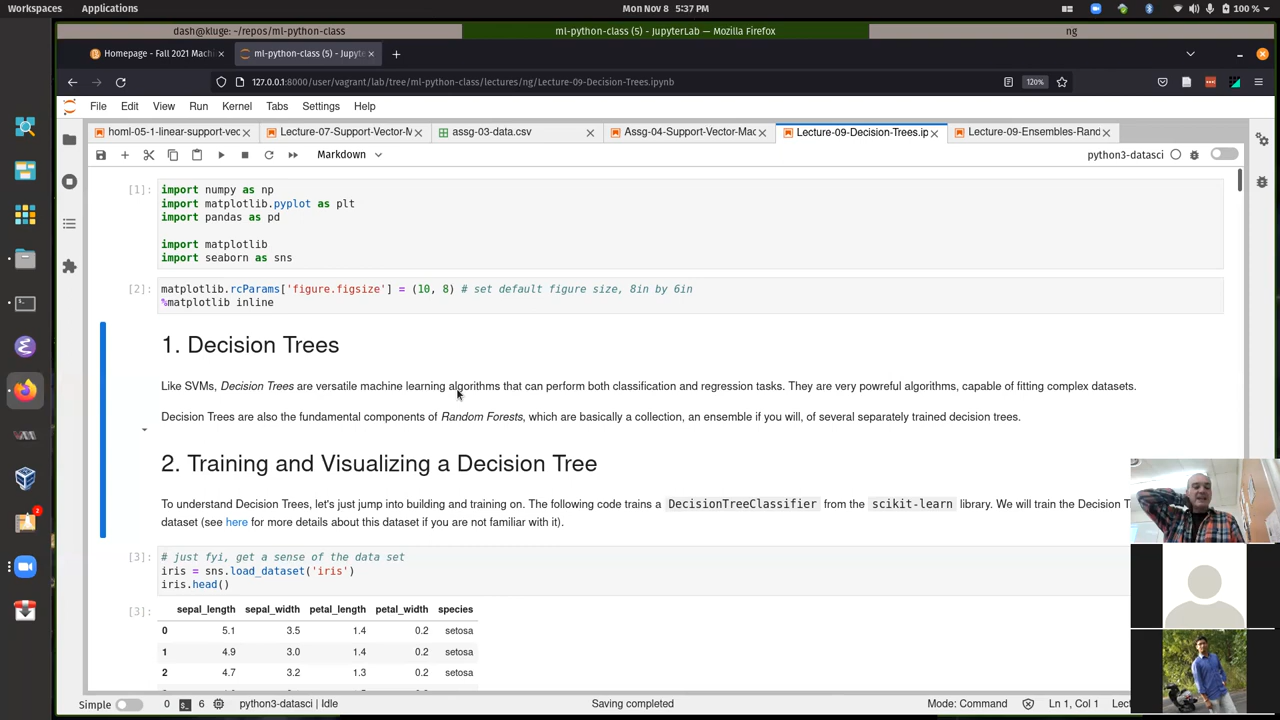 Workspaces Applications Mon Nov 8 5:37 PM 100 %
dash@kluge: ~/repos/ml-python-class ml-python-class (5) - JupyterLab — Mozilla Firefox ng
Homepage - Fall 2021 Machi ml-python-class (5) - Jupyte
127.0.0.1:8000/user/vagrant/lab/tree/ml-python-class/lectures/ng/Lecture-09-Decision-Trees.ipynb 120%
File Edit View Run Kernel Tabs Settings Help
homl-05-1-linear-support-vec Lecture-07-Support-Vector-M assg-03-data.csv Assg-04-Support-Vector-Mac Lecture-09-Decision-Trees.ip Lecture-09-Ensembles-Rand
Markdown python3-datasci
[1]: import numpy as np
import matplotlib.pyplot as plt
import pandas as pd
import matplotlib
import seaborn as sns
[2]: matplotlib.rcParams['figure.figsize'] = (10, 8) # set default figure size, 8in by 6in
%matplotlib inline
1. Decision Trees
Like SVMs, Decision Trees are versatile machine learning algorithms that can perform both classification and regression tasks. They are very powerful algorithms, capable of fitting complex datasets.
Decision Trees are also the fundamental components of Random Forests, which are basically a collection, an ensemble if you will, of several separately trained decision trees.
2. Training and Visualizing a Decision Tree
To understand Decision Trees, let's just jump into building and training on. The following code trains a DecisionTreeClassifier from the scikit-learn library. We will train the Decision T
dataset (see here for more details about this dataset if you are not familiar with it).
[3]: # just fyi, get a sense of the data set
iris = sns.load_dataset('iris')
iris.head()
[3]: sepal_length sepal_width petal_length petal_width species
0 5.1 3.5 1.4 0.2 setosa
1 4.9 3.0 1.4 0.2 setosa
2 4.7 3.2 1.3 0.2 setosa
Simple 0 6 python3-datasci | Idle Saving completed Mode: Command Ln 1, Col 1 Lect
2